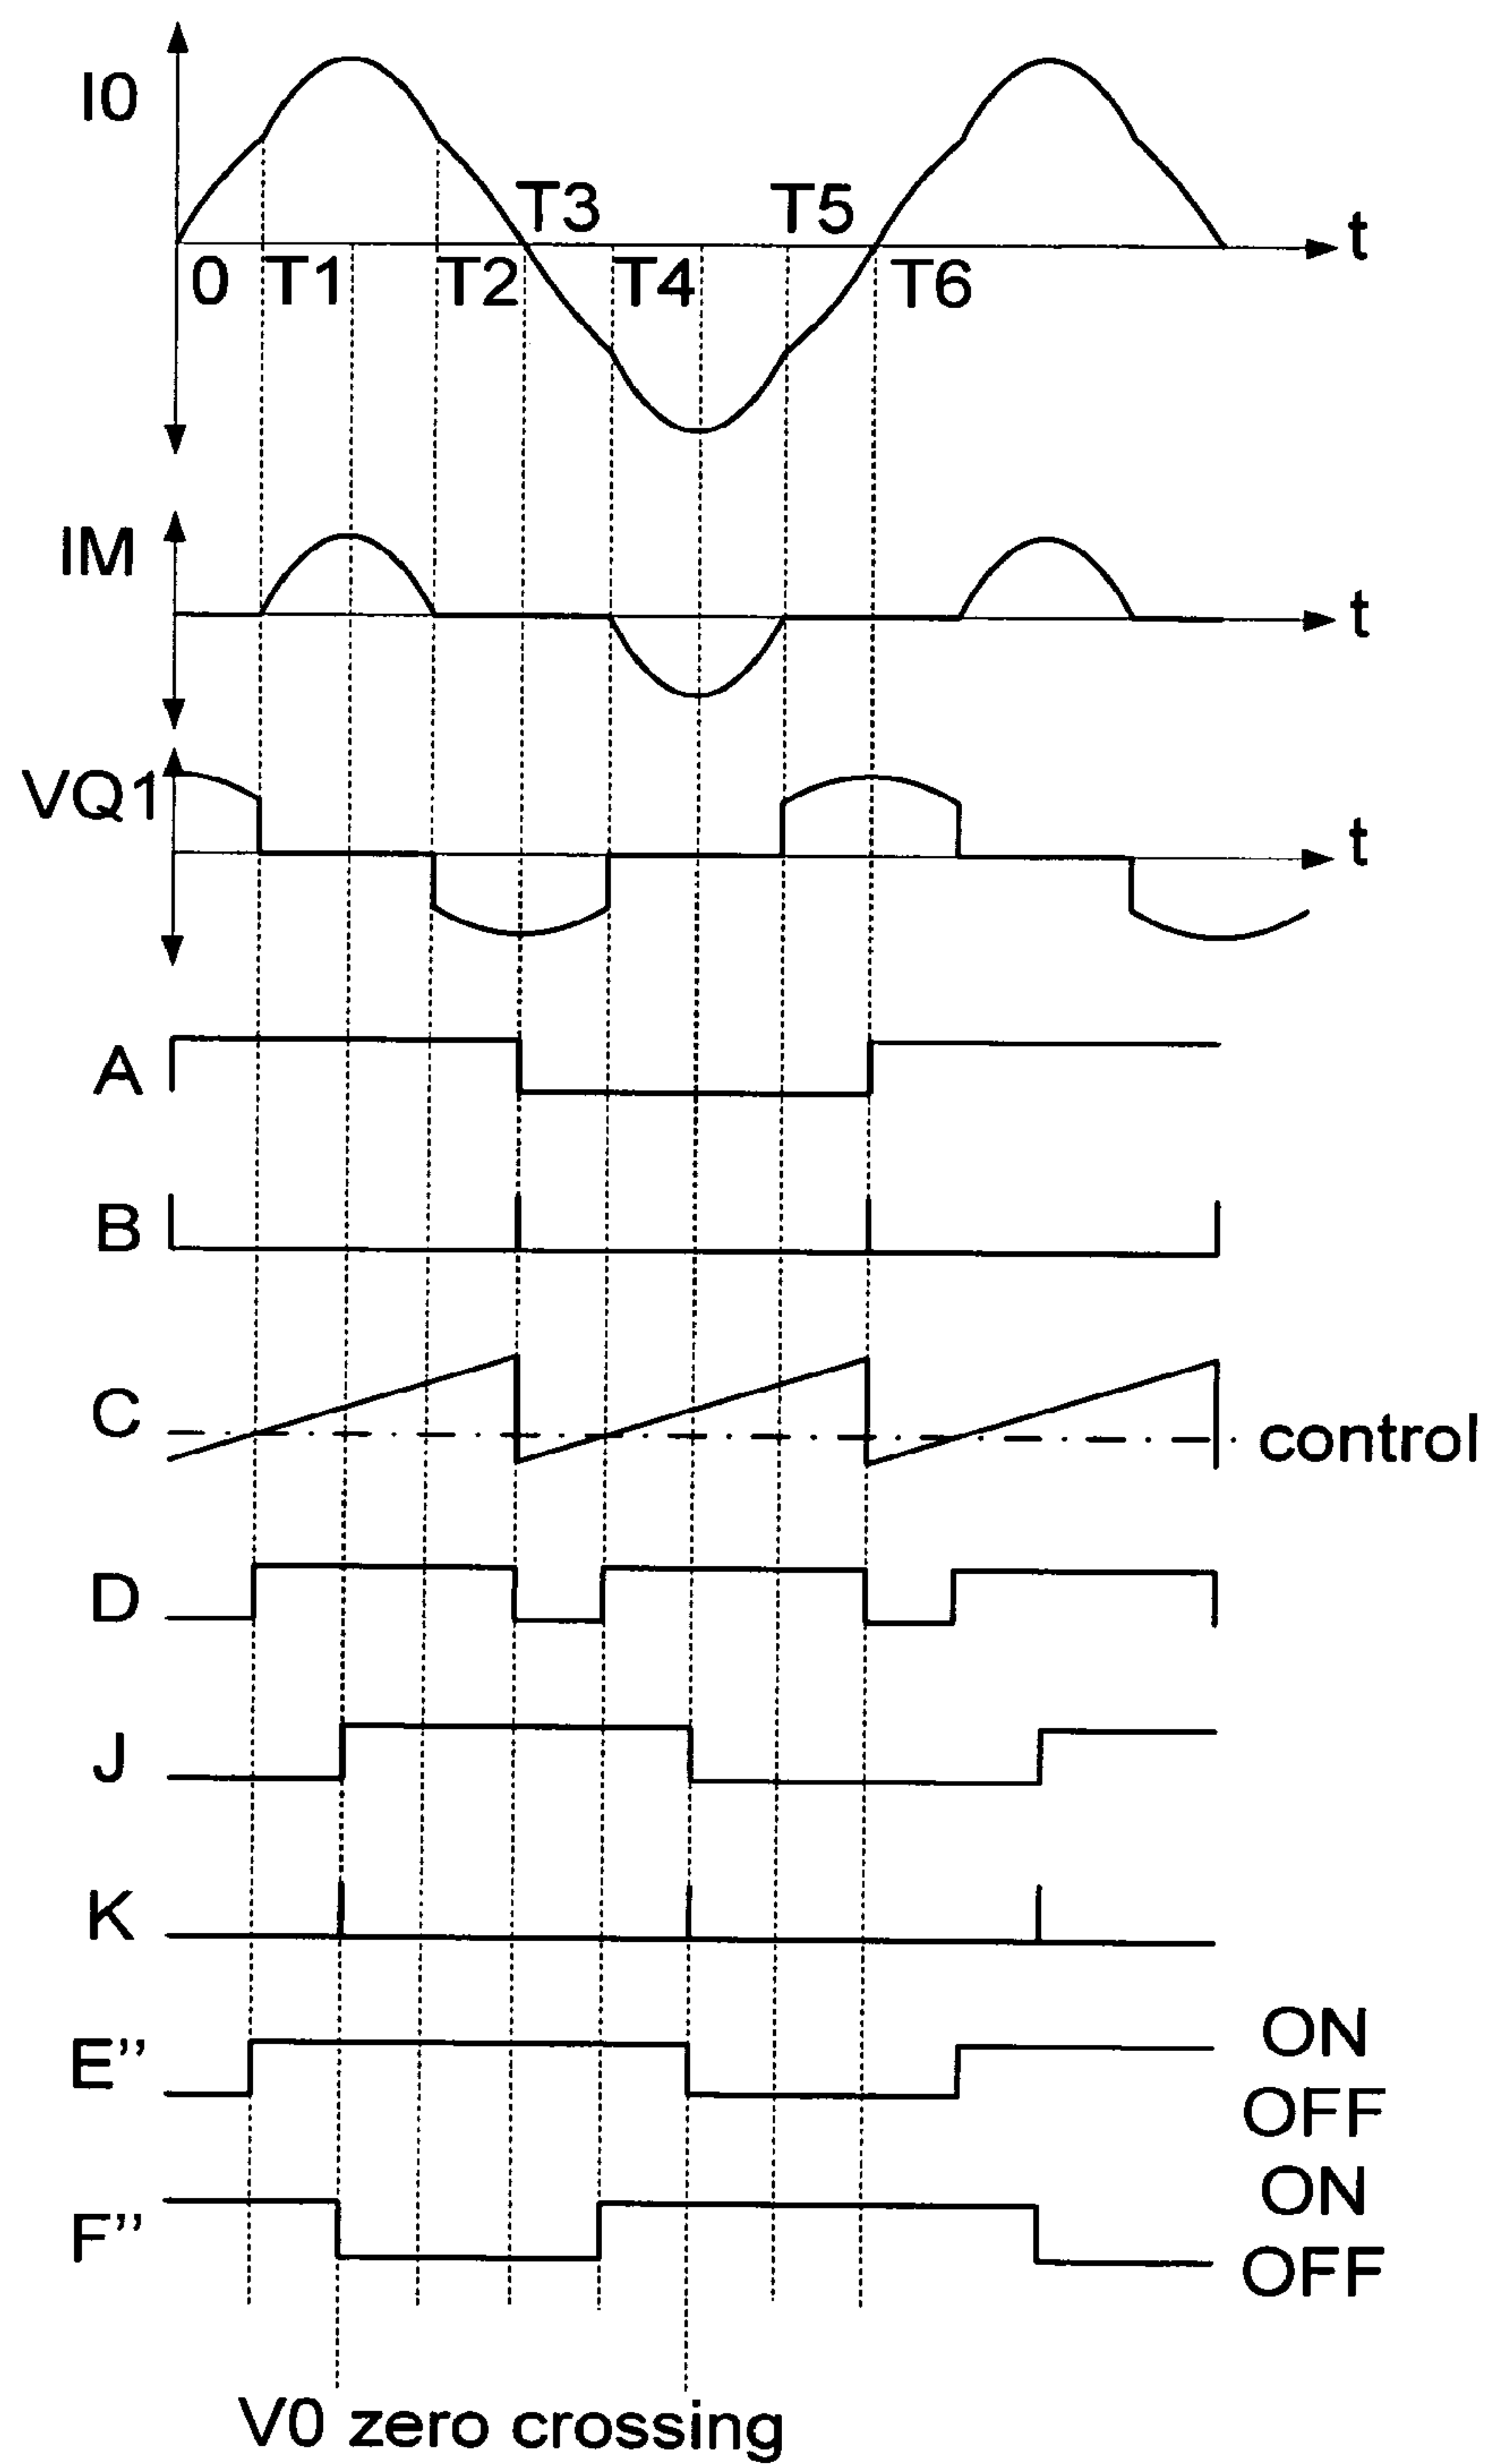 I0
T3
T5
t
0
T1
T2
T4
T6
IM
t
VQ1
t
A
B
C
control
D
J
K
E’’
ON
OFF
F’’
ON
OFF
V0 zero crossing